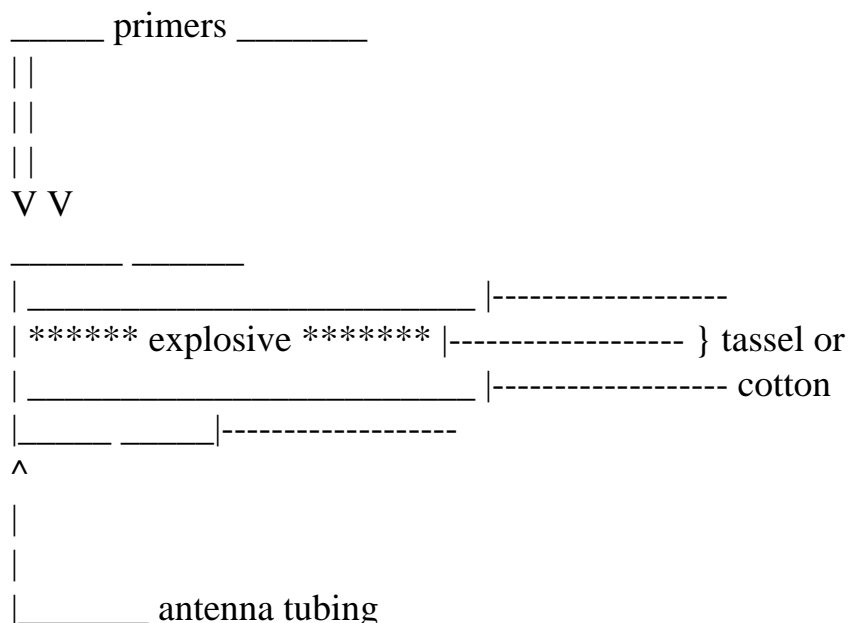 primers
explosive } tassel or
cotton
antenna tubing